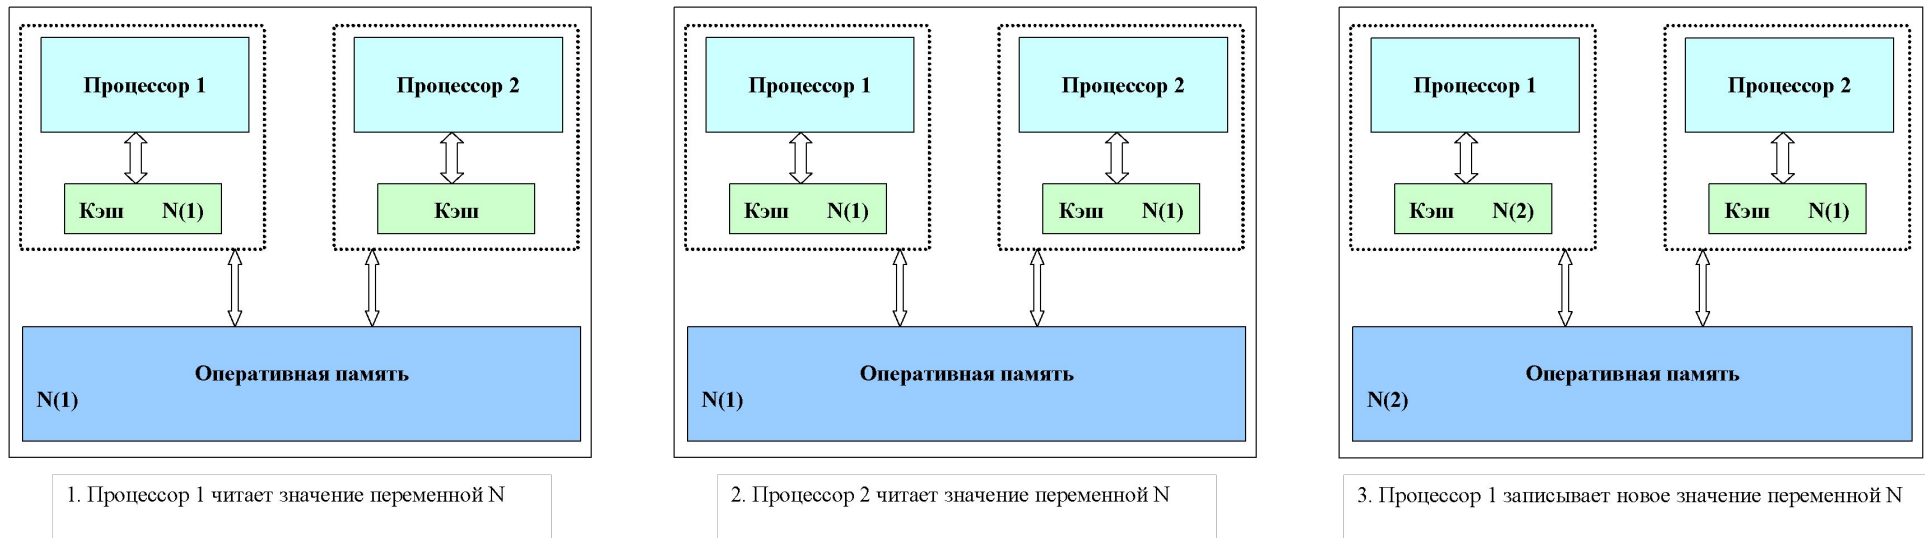 Процессор 1
Процессор 2
Кэш N(1)
Кэш
Оперативная память
N(1)
1. Процессор 1 читает значение переменной N
Процессор 1
Процессор 2
Кэш N(1)
Кэш N(1)
Оперативная память
N(1)
2. Процессор 2 читает значение переменной N
Процессор 1
Процессор 2
Кэш N(2)
Кэш N(1)
Оперативная память
N(2)
3. Процессор 1 записывает новое значение переменной N